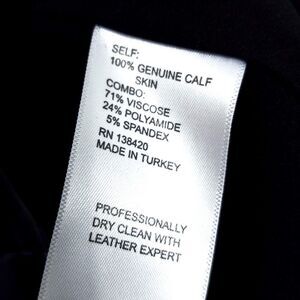 SELF:
100% GENUINE CALF
SKIN
COMBO:
71% VISCOSE
24% POLYAMIDE
5% SPANDEX
RN 138420
MADE IN TURKEY
PROFESSIONALLY
DRY CLEAN WITH
LEATHER EXPERT